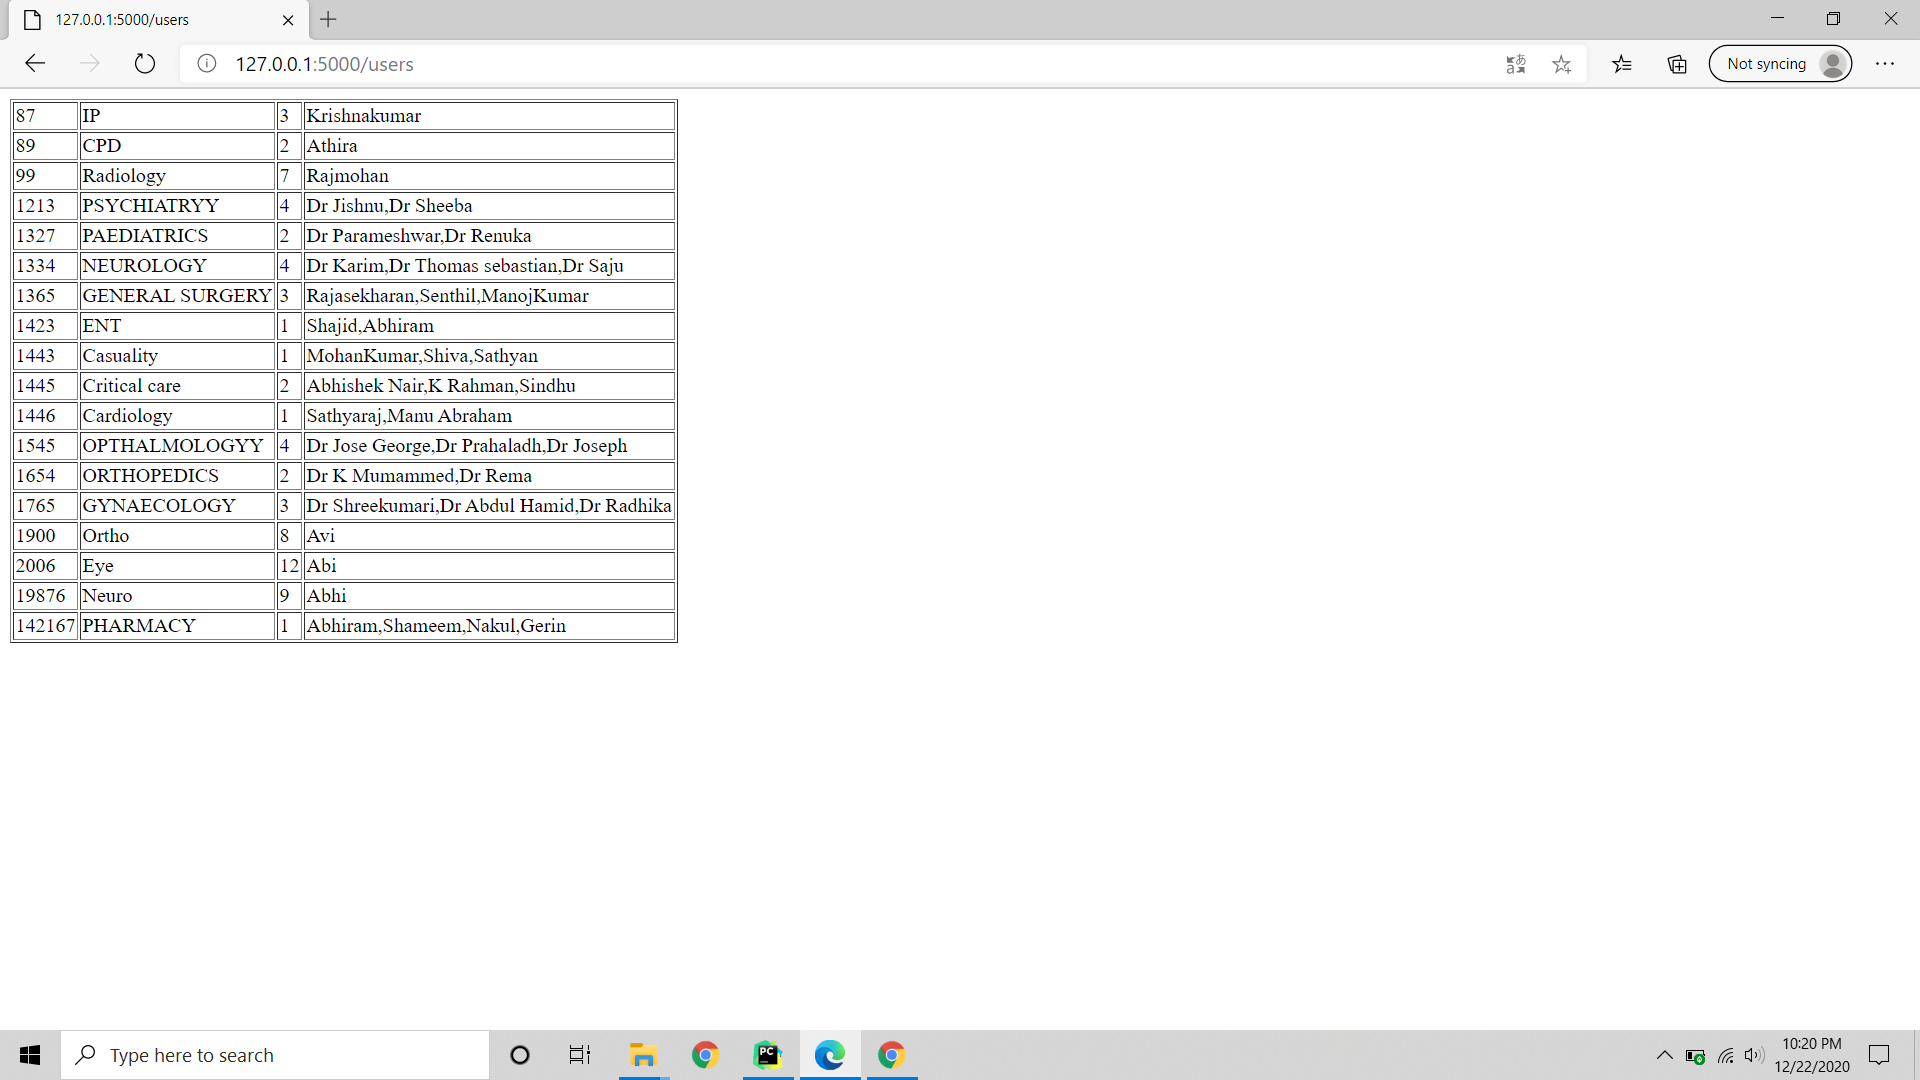 127.0.0.1:5000/users
127.0.0.1:5000/users
Not syncing
87 IP 3 Krishnakumar
89 CPD 2 Athira
99 Radiology 7 Rajmohan
1213 PSYCHIATRYY 4 Dr Jishnu,Dr Sheeba
1327 PAEDIATRICS 2 Dr Parameshwar,Dr Renuka
1334 NEUROLOGY 4 Dr Karim,Dr Thomas sebastian,Dr Saju
1365 GENERAL SURGERY 3 Rajasekharan,Senthil,ManojKumar
1423 ENT 1 Shajid,Abhiram
1443 Casuality 1 MohanKumar,Shiva,Sathyan
1445 Critical care 2 Abhishek Nair,K Rahman,Sindhu
1446 Cardiology 1 Sathyaraj,Manu Abraham
1545 OPTHALMOLOGYY 4 Dr Jose George,Dr Prahaladh,Dr Joseph
1654 ORTHOPEDICS 2 Dr K Mumammed,Dr Rema
1765 GYNAECOLOGY 3 Dr Shreekumari,Dr Abdul Hamid,Dr Radhika
1900 Ortho 8 Avi
2006 Eye 12 Abi
19876 Neuro 9 Abhi
142167 PHARMACY 1 Abhiram,Shameem,Nakul,Gerin
Type here to search
PC
10:20 PM
12/22/2020